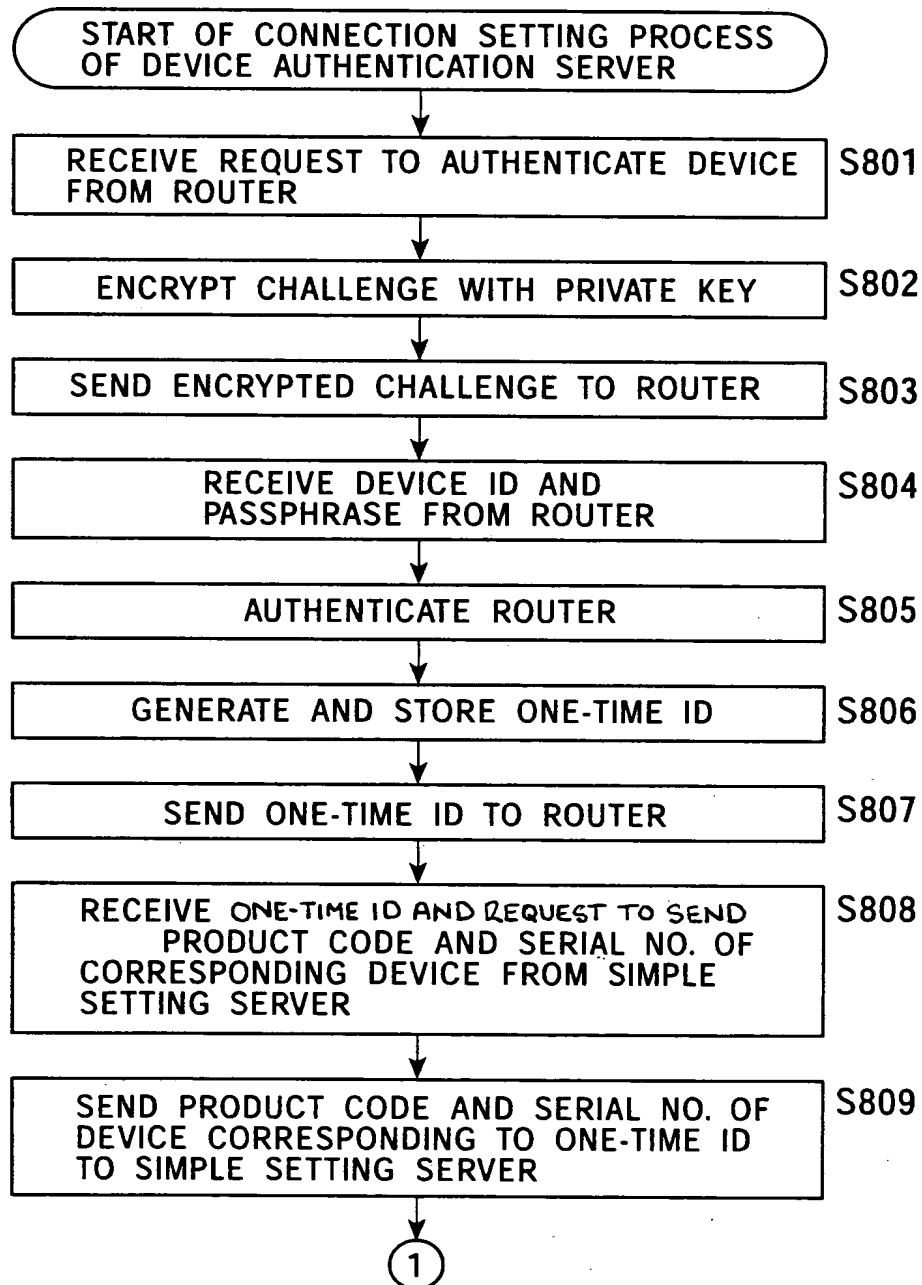 START OF CONNECTION SETTING PROCESS
OF DEVICE AUTHENTICATION SERVER
RECEIVE REQUEST TO AUTHENTICATE DEVICE
FROM ROUTER
S801
ENCRYPT CHALLENGE WITH PRIVATE KEY
S802
SEND ENCRYPTED CHALLENGE TO ROUTER
S803
RECEIVE DEVICE ID AND
PASSPHRASE FROM ROUTER
S804
AUTHENTICATE ROUTER
S805
GENERATE AND STORE ONE-TIME ID
S806
SEND ONE-TIME ID TO ROUTER
S807
RECEIVE ONE-TIME ID AND REQUEST TO SEND
PRODUCT CODE AND SERIAL NO. OF
CORRESPONDING DEVICE FROM SIMPLE
SETTING SERVER
S808
SEND PRODUCT CODE AND SERIAL NO. OF
DEVICE CORRESPONDING TO ONE-TIME ID
TO SIMPLE SETTING SERVER
S809
1